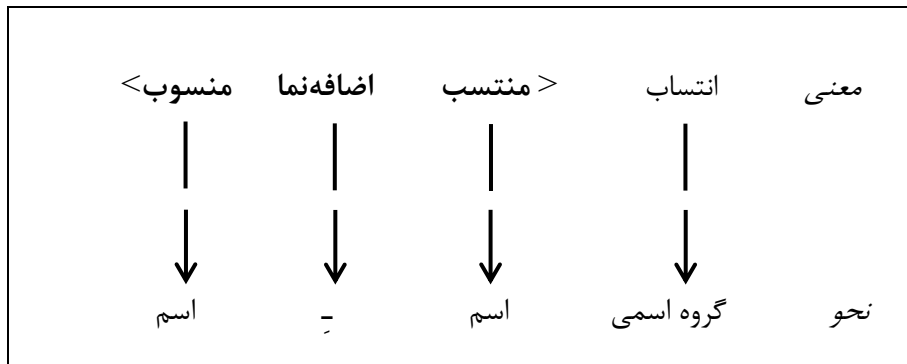 معنی انتساب < منتسب اضافه‌نما منسوب>
نحو گروه اسمی اسم ـِ اسم